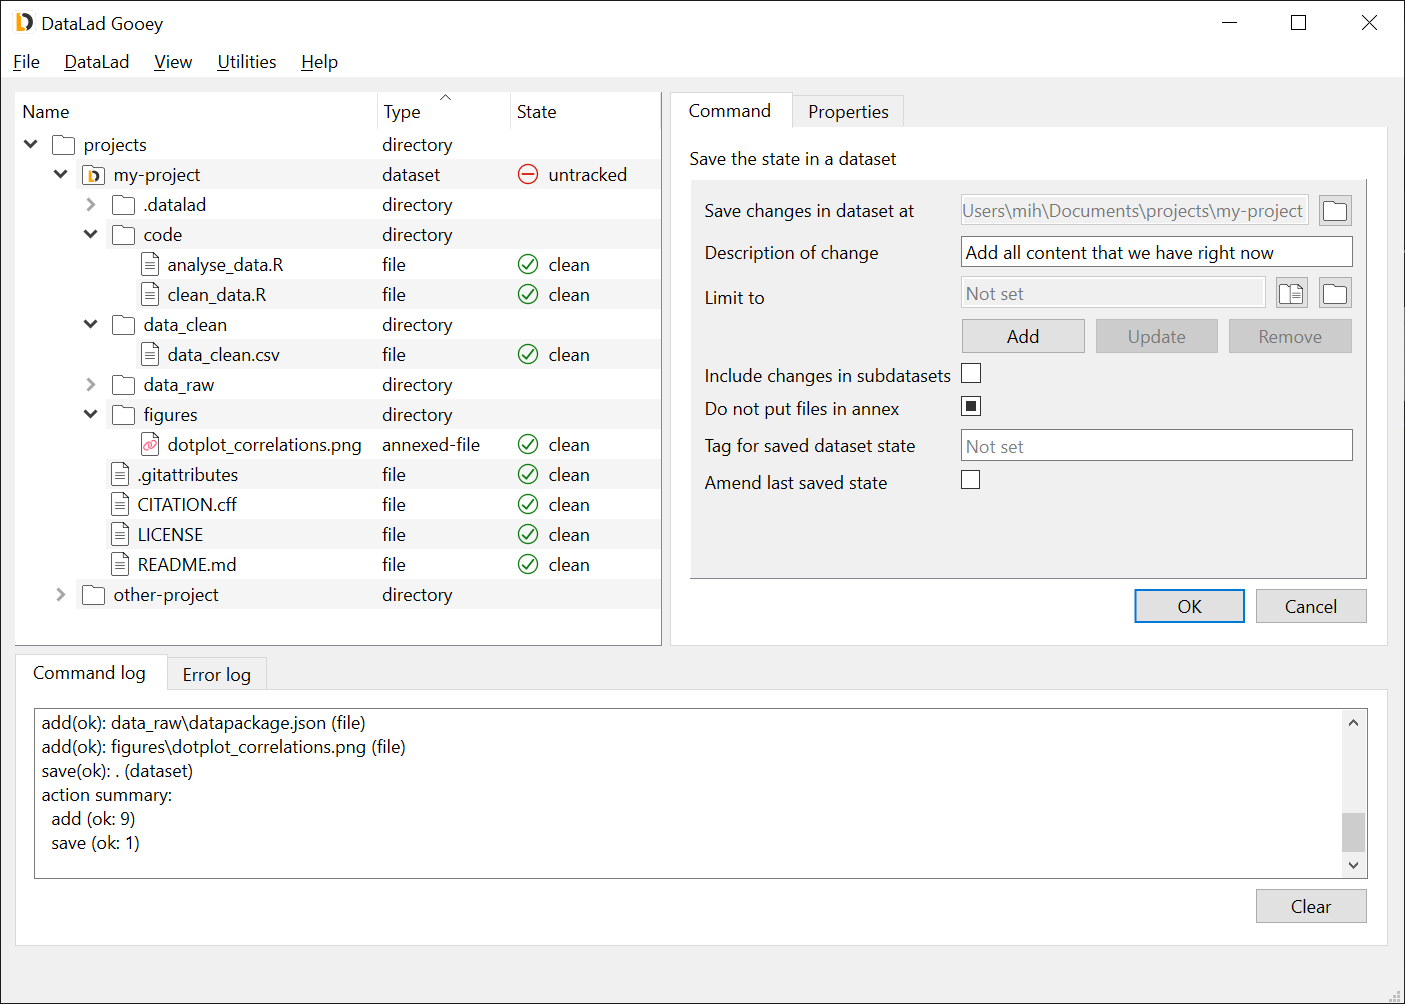 DataLad Gooey
File DataLad View Utilities Help
Name Type State
projects directory
my-project dataset untracked
.datalad directory
code directory
analyse_data.R file clean
clean_data.R file clean
data_clean directory
data_clean.csv file clean
data_raw directory
figures directory
dotplot_correlations.png annexed-file clean
.gitattributes file clean
CITATION.cff file clean
LICENSE file clean
README.md file clean
other-project directory
Command Properties
Save the state in a dataset
Save changes in dataset at Users\mih\Documents\projects\my-project
Description of change Add all content that we have right now
Limit to Not set
Add Update Remove
Include changes in subdatasets
Do not put files in annex
Tag for saved dataset state Not set
Amend last saved state
OK Cancel
Command log Error log
add(ok): data_raw\datapackage.json (file)
add(ok): figures\dotplot_correlations.png (file)
save(ok): . (dataset)
action summary:
add (ok: 9)
save (ok: 1)
Clear